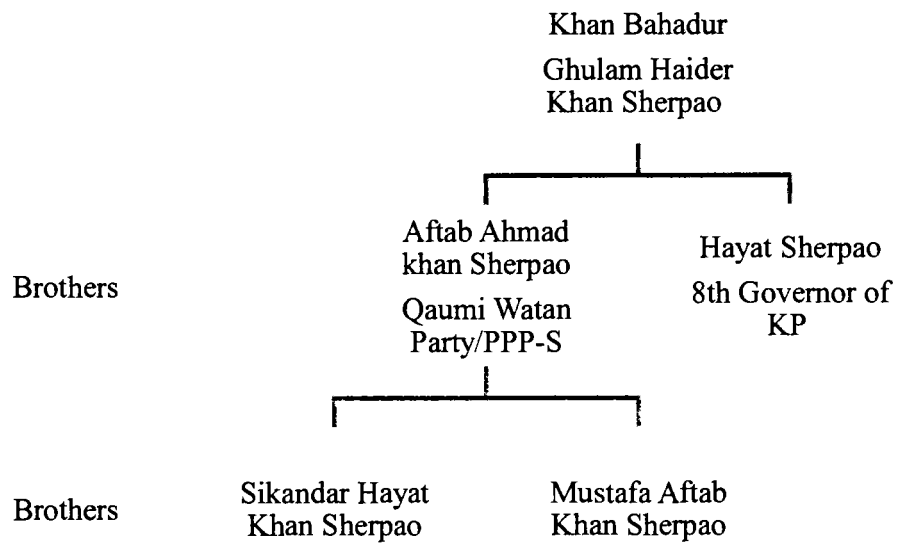 Khan Bahadur
Ghulam Haider
Khan Sherpao
Brothers
Aftab Ahmad
khan Sherpao
Qaumi Watan
Party/PPP-S
Hayat Sherpao
8th Governor of
KP
Brothers
Sikandar Hayat
Khan Sherpao
Mustafa Aftab
Khan Sherpao